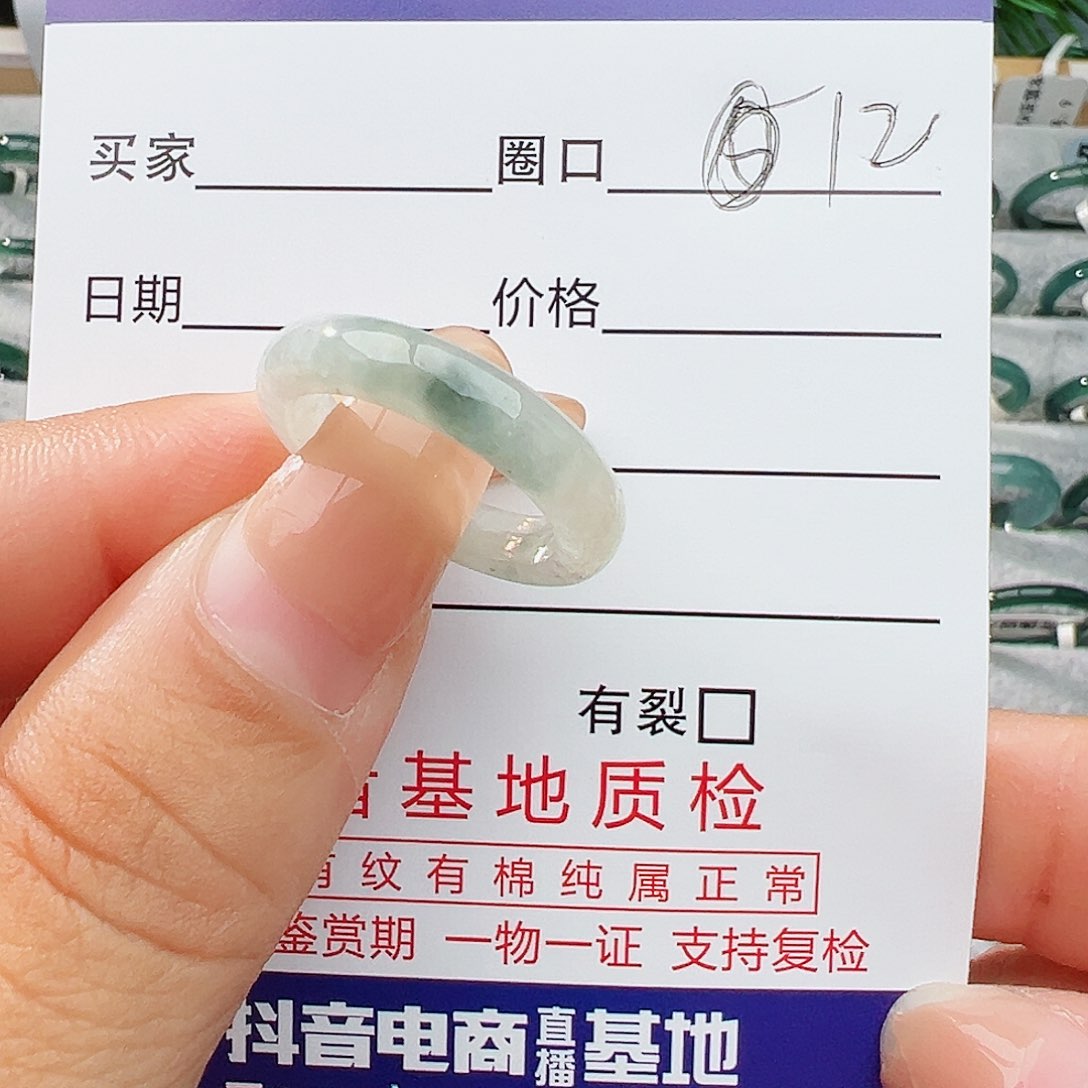 买家 圈口 12
日期 价格
有裂
基地质检
纹有棉纯属正常
鉴赏期 一物一证 支持复检
抖音电商直播基地